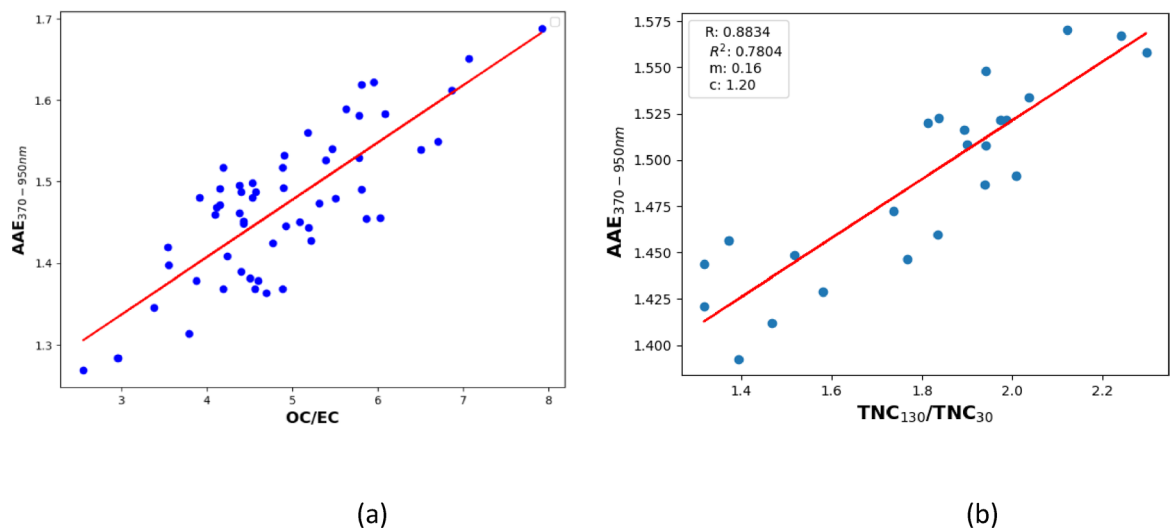 1.7
1.6
1.5
1.4
1.3
AAE370−950nm
3 4 5 6 7 8
OC/EC
(a)
R: 0.8834
R²: 0.7804
m: 0.16
c: 1.20
1.575
1.550
1.525
1.500
1.475
1.450
1.425
1.400
AAE370−950nm
1.4 1.6 1.8 2.0 2.2
TNC130/TNC30
(b)